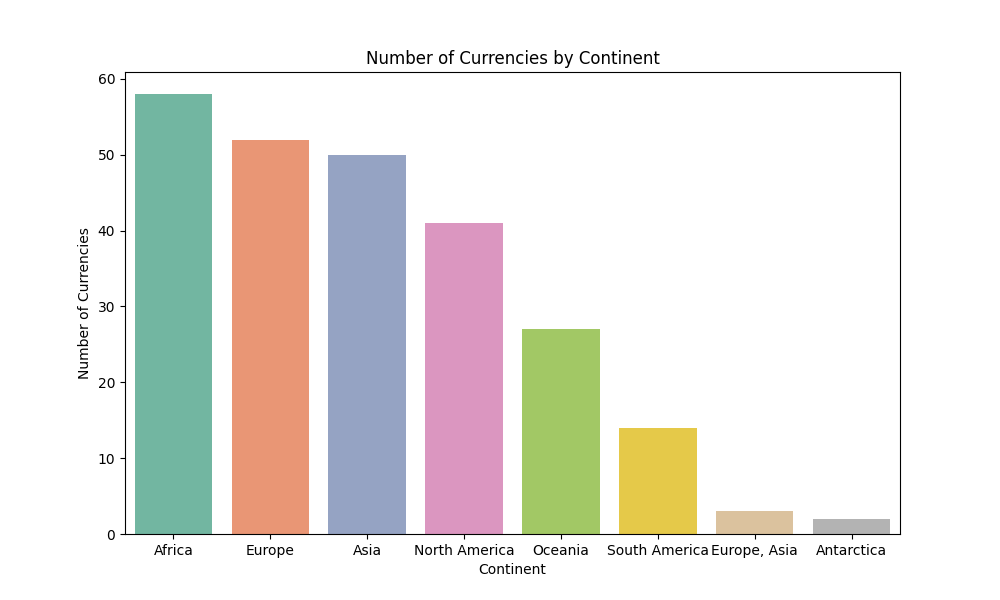 Number of Currencies by Continent
Number of Currencies
60
50
40
30
20
10
0
Africa Europe Asia North America Oceania South America Europe, Asia Antarctica
Continent